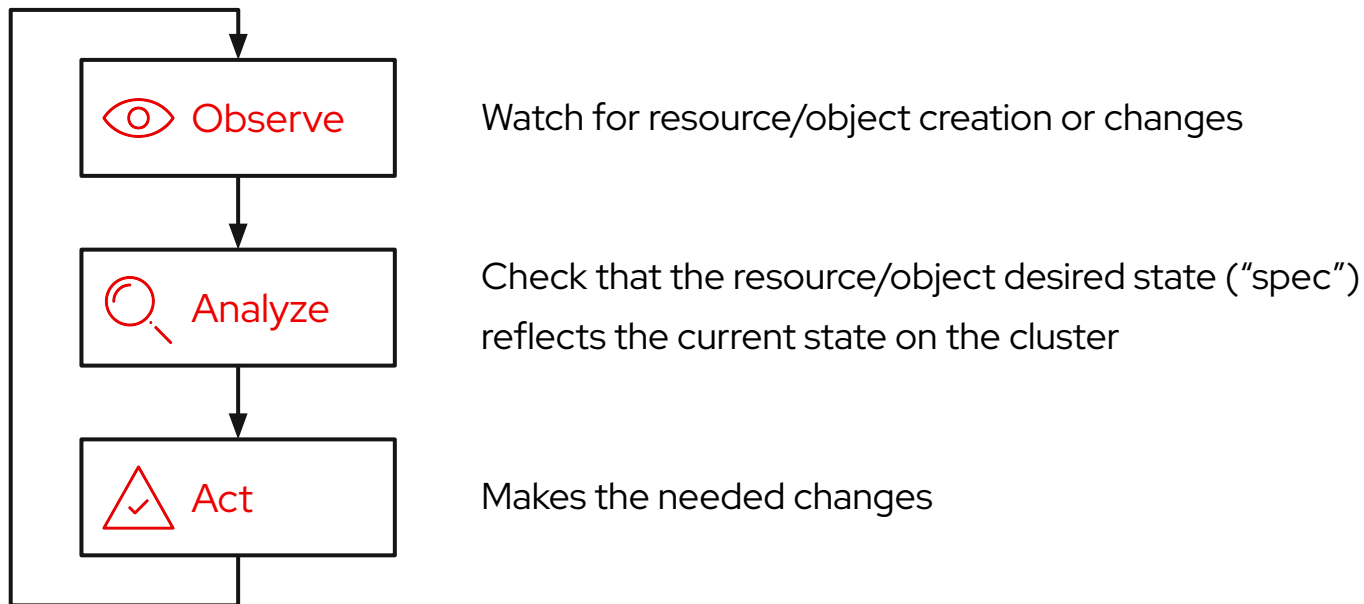 Observe
Watch for resource/object creation or changes
Analyze
Check that the resource/object desired state (“spec”)
reflects the current state on the cluster
Act
Makes the needed changes